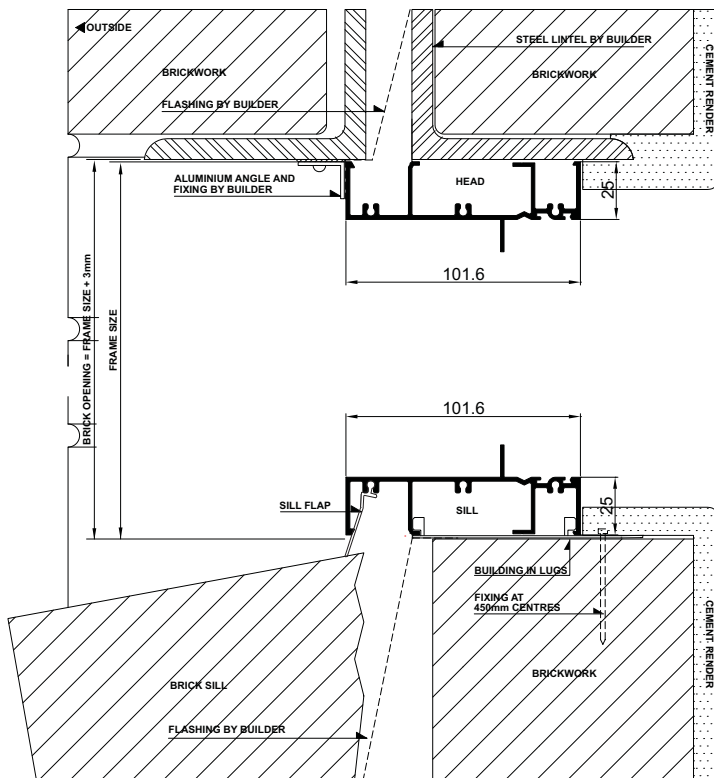 OUTSIDE
STEEL LINTEL BY BUILDER
CEMENT RENDER
BRICKWORK
BRICKWORK
FLASHING BY BUILDER
ALUMINIUM ANGLE AND
FIXING BY BUILDER
HEAD
25
101.6
BRICK OPENING = FRAME SIZE + 3mm
FRAME SIZE
101.6
SILL FLAP
SILL
25
BUILDING IN LUGS
FIXING AT
450mm CENTRES
CEMENT RENDER
BRICKWORK
BRICK SILL
FLASHING BY BUILDER